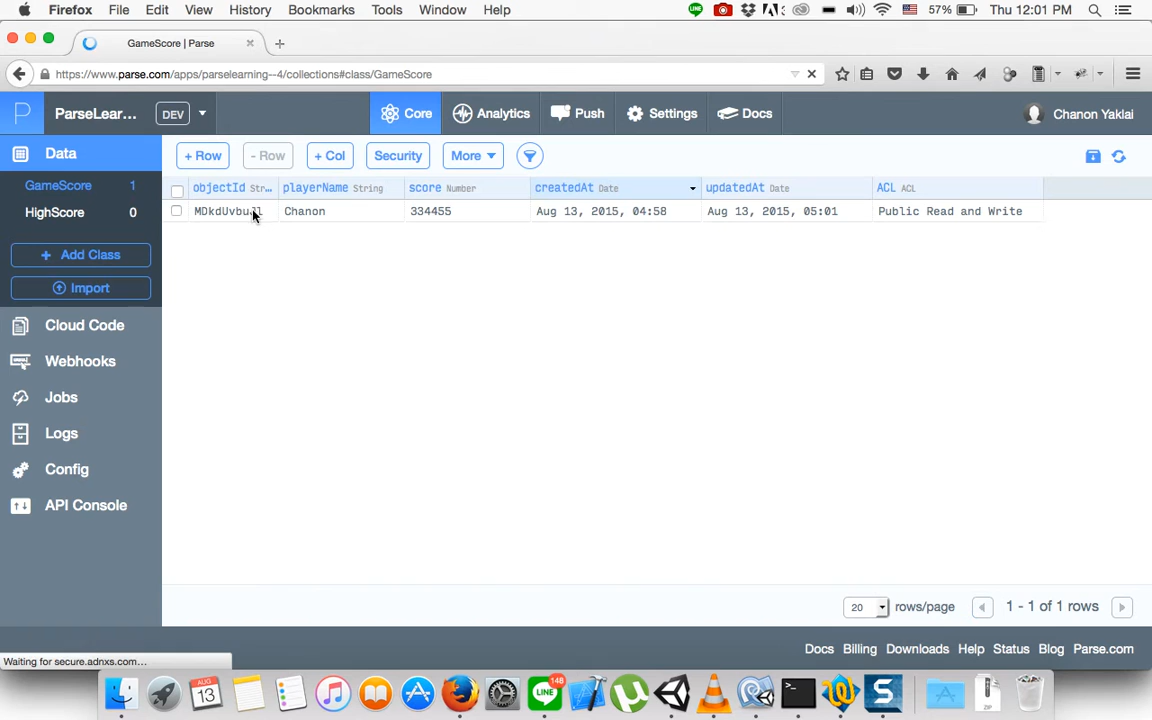 Firefox File Edit View History Bookmarks Tools Window Help 57% Thu 12:01 PM
GameScore | Parse
https://www.parse.com/apps/parselearning--4/collections#class/GameScore
ParseLear... DEV Core Analytics Push Settings Docs Chanon Yaklai
Data + Row - Row + Col Security More
objectId Str... playerName String score Number createdAt Date updatedAt Date ACL ACL
GameScore 1
HighScore 0
Chanon 334455 Aug 13, 2015, 04:58 Aug 13, 2015, 05:01 Public Read and Write
+ Add Class
Import
Cloud Code
Webhooks
Jobs
Logs
Config
API Console
20 rows/page 1 - 1 of 1 rows
Docs Billing Downloads Help Status Blog Parse.com
Waiting for secure.adnxs.com...
AUG
13
148
ZIP